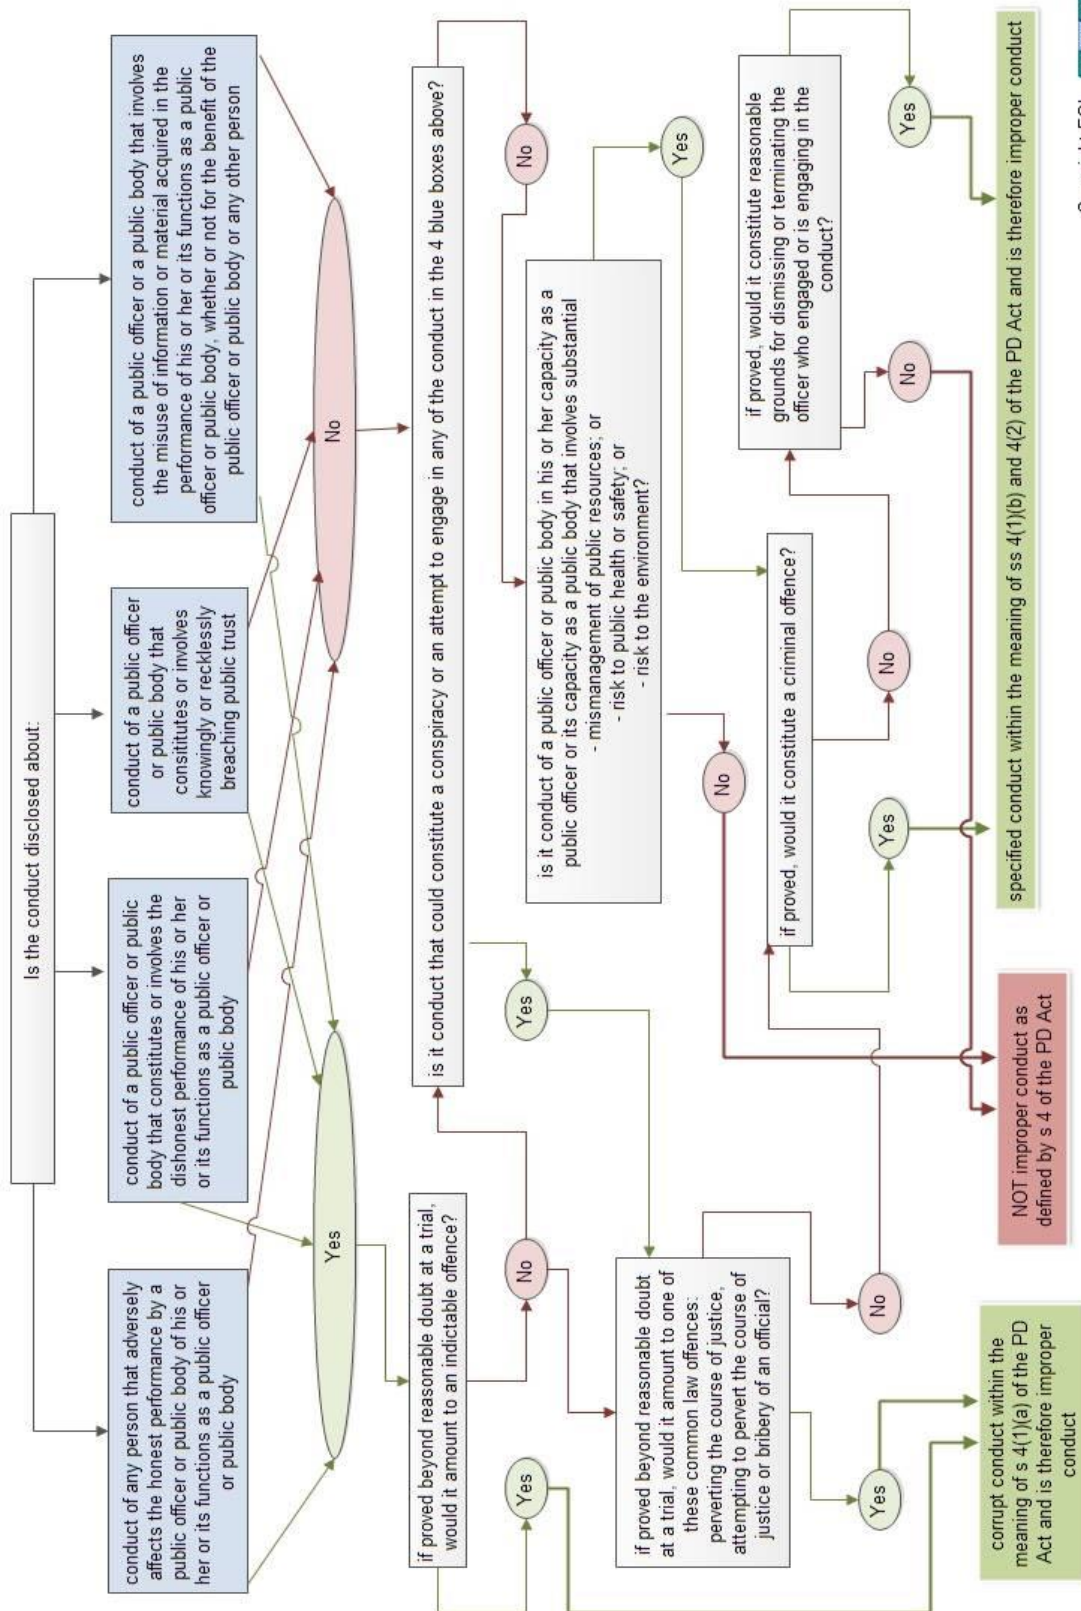 Is the conduct disclosed about:
conduct of any person that adversely
affects the honest performance by a
public officer or public body of his or
her or its functions as a public officer
or public body
conduct of a public officer or public
body that constitutes or involves the
dishonest performance of his or her
or its functions as a public officer or
public body
conduct of a public officer
or public body that
consitutes or involves
knowingly or recklessly
breaching public trust
conduct of a public officer or a public body that involves
the misuse of information or material acquired in the
performance of his or her or its functions as a public
officer or public body, whether or not for the benefit of the
public officer or public body or any other person
Yes
No
if proved beyond reasonable doubt at a trial,
would it amount to an indictable offence?
is it conduct that could constitute a conspiracy or an attempt to engage in any of the conduct in the 4 blue boxes above?
Yes
No
Yes
No
if proved beyond reasonable doubt
at a trial, would it amount to one of
these common law offences:
perverting the course of justice,
attempting to pervert the course of
justice or bribery of an official?
is it conduct of a public officer or public body in his or her capacity as a
public officer or its capacity as a public body that involves substantial
- mismanagement of public resources; or
- risk to public health or safety; or
- risk to the environment?
No
Yes
if proved, would it constitute a criminal offence?
if proved, would it constitute reasonable
grounds for dismissing or terminating the
officer who engaged or is engaging in the
conduct?
Yes
No
Yes
No
No
Yes
corrupt conduct within the
meaning of s 4(1)(a) of the PD
Act and is therefore improper
conduct
NOT improper conduct as
defined by s 4 of the PD Act
specified conduct within the meaning of ss 4(1)(b) and 4(2) of the PD Act and is therefore improper conduct